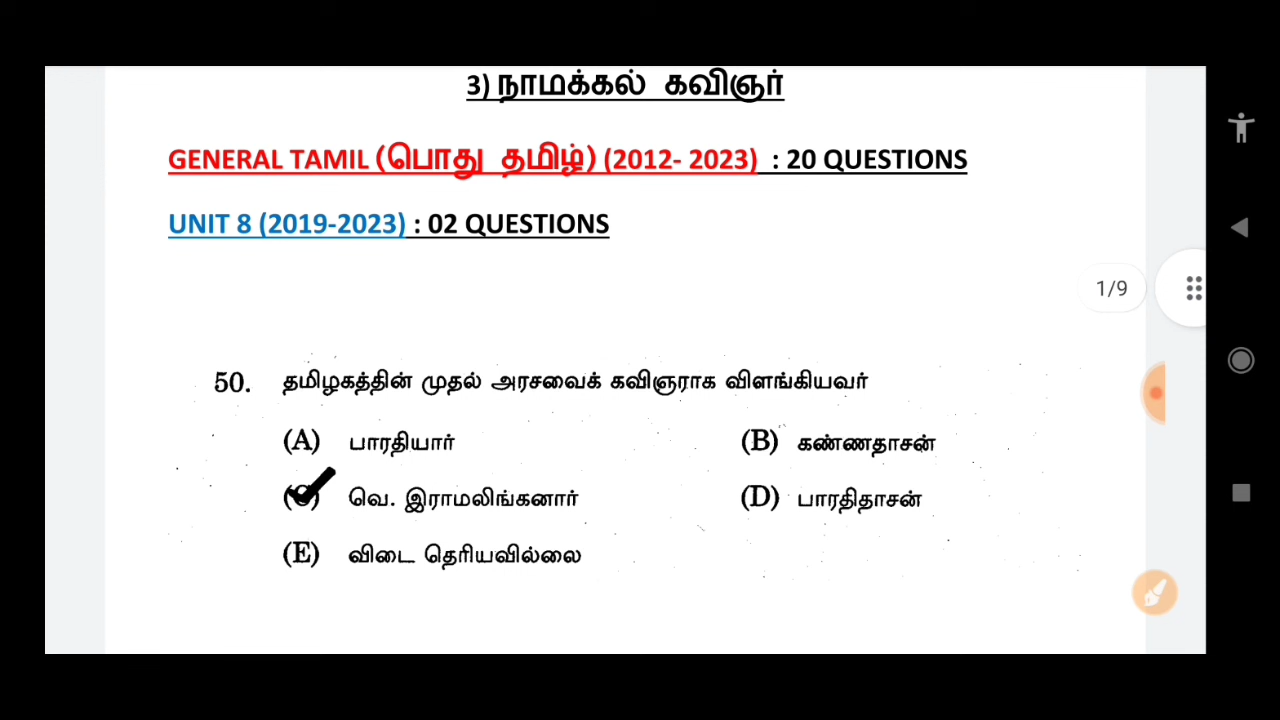 3) நாமக்கல் கவிஞர்
GENERAL TAMIL (பொது தமிழ்) (2012- 2023) : 20 QUESTIONS
UNIT 8 (2019-2023) : 02 QUESTIONS
1/9
50. தமிழகத்தின் முதல் அரசவைக் கவிஞராக விளங்கியவர்
(A) பாரதியார் (B) கண்ணதாசன்
(C) வெ. இராமலிங்கனார் (D) பாரதிதாசன்
(E) விடை தெரியவில்லை